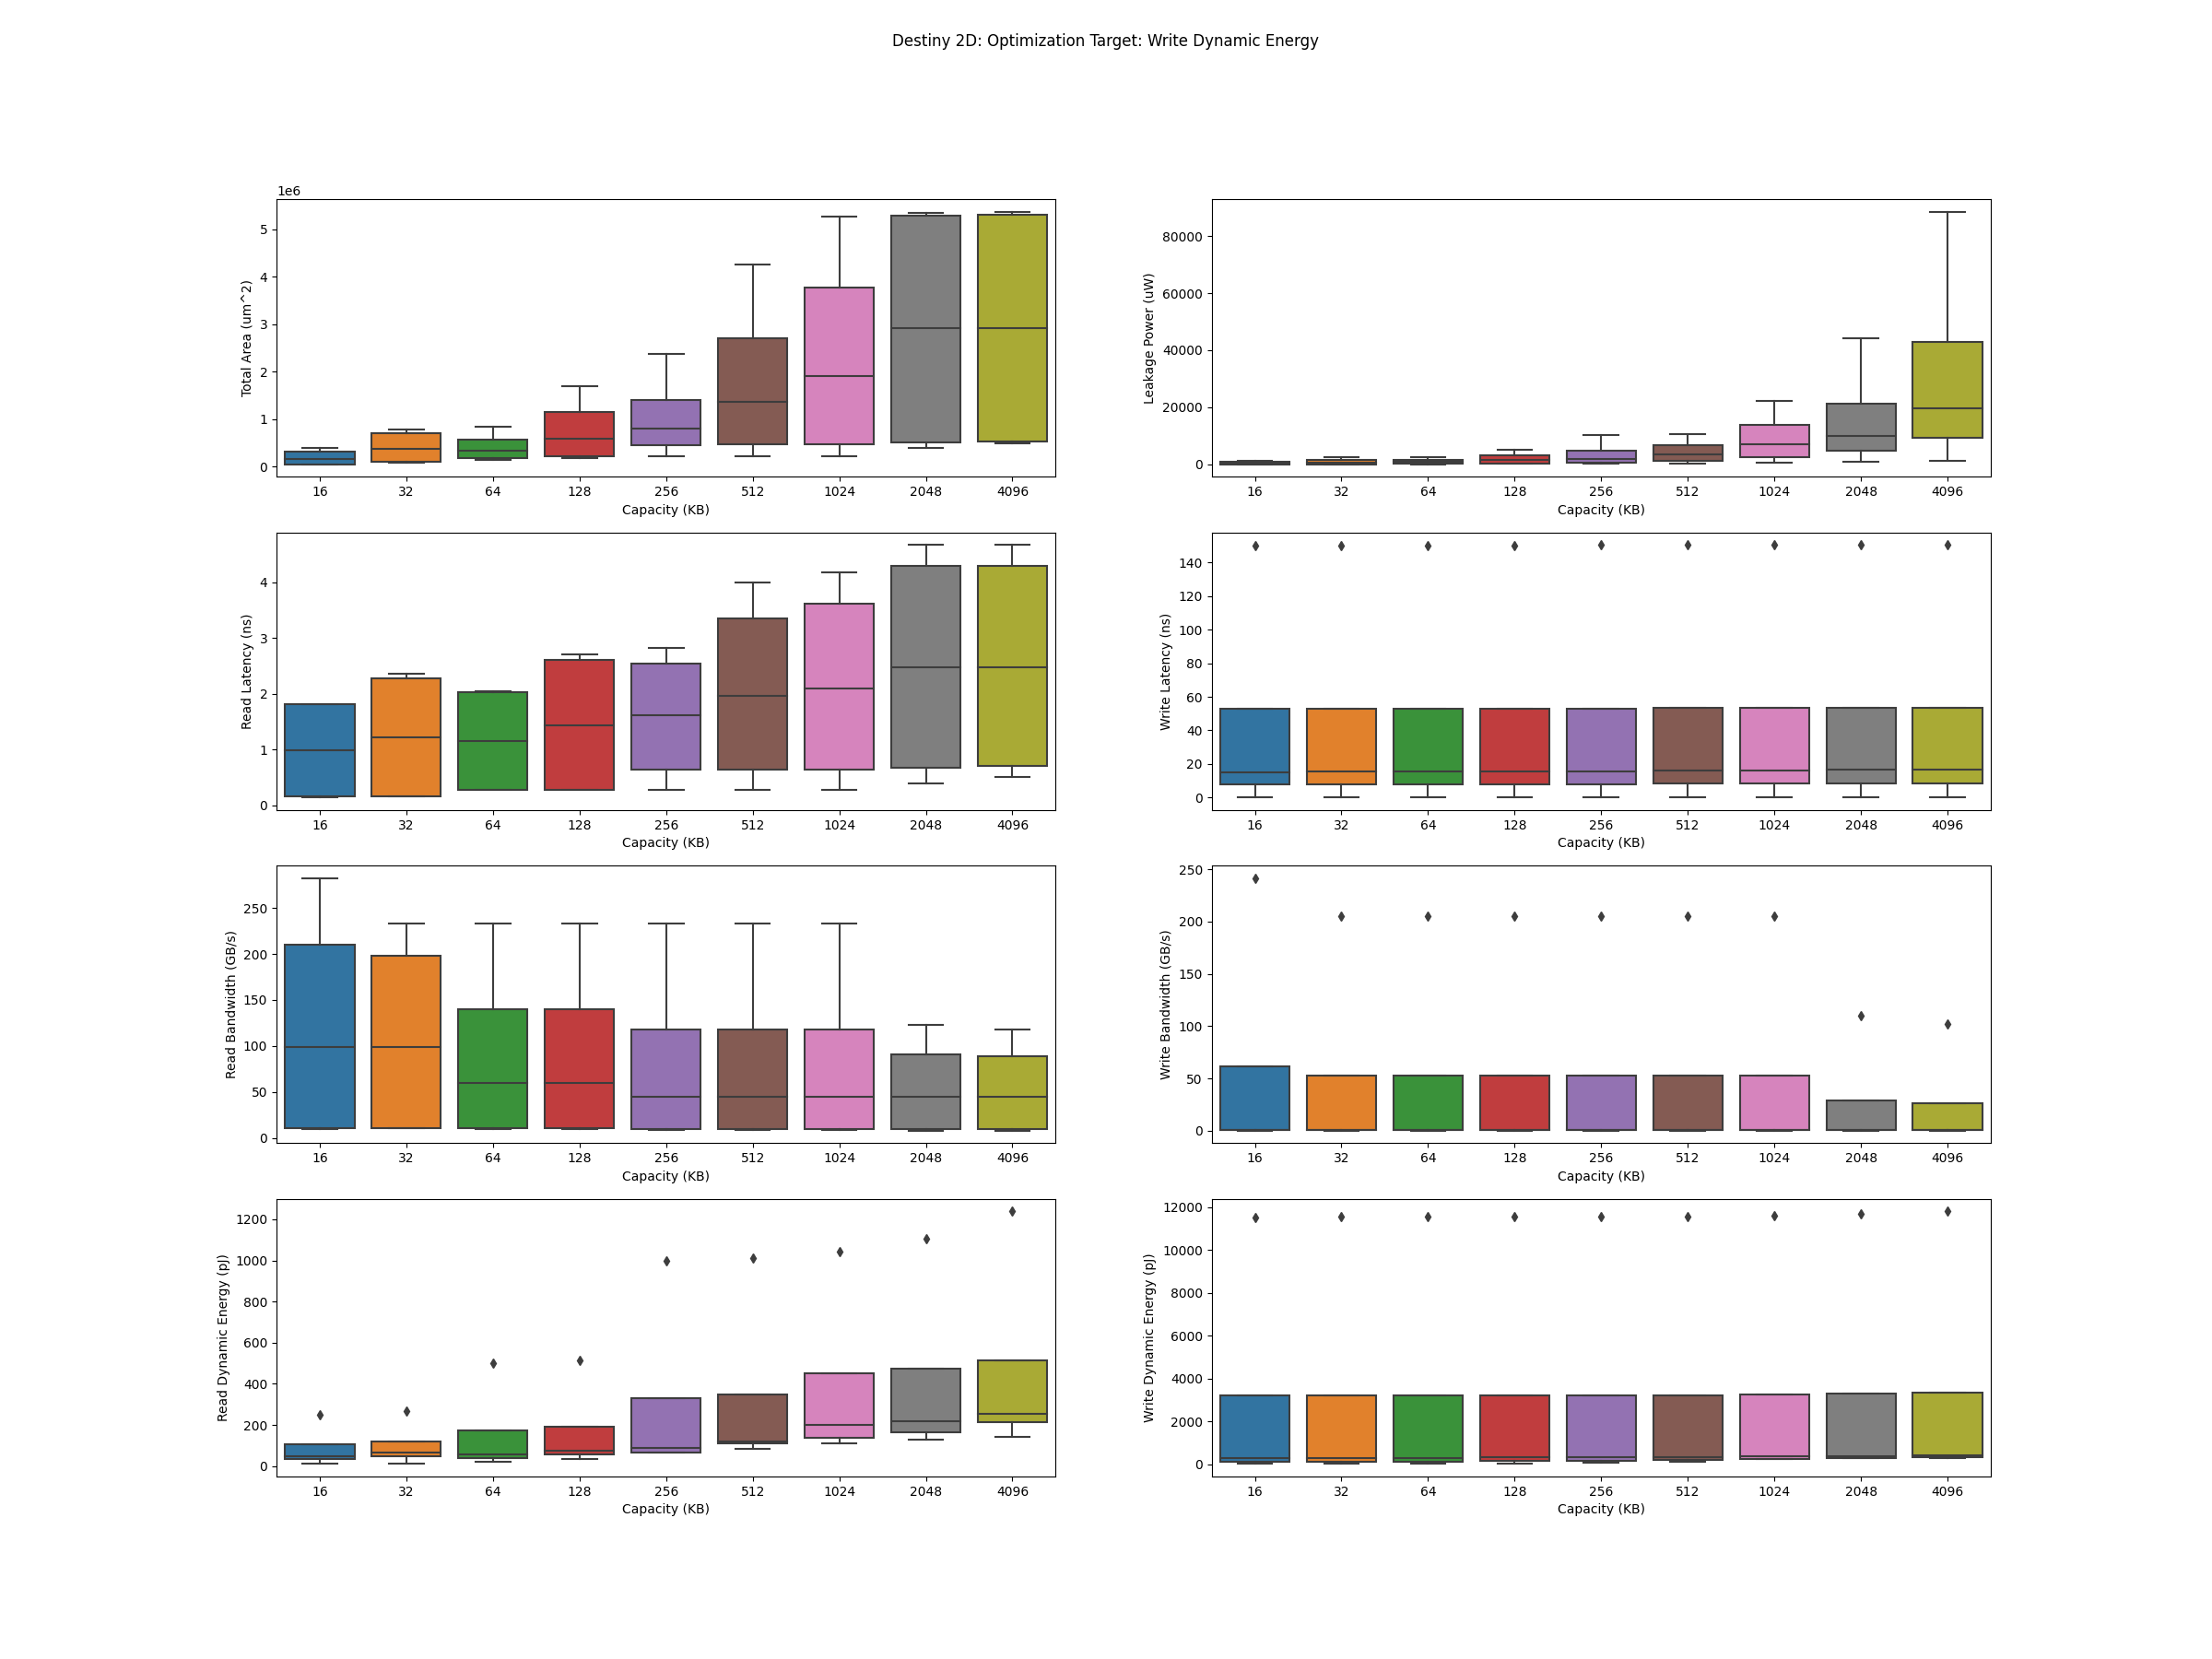 Destiny 2D: Optimization Target: Write Dynamic Energy
1e6
Total Area (um^2)
5
4
3
2
1
0
16 32 64 128 256 512 1024 2048 4096
Capacity (KB)
Leakage Power (uW)
80000
60000
40000
20000
0
16 32 64 128 256 512 1024 2048 4096
Capacity (KB)
Read Latency (ns)
4
3
2
1
0
16 32 64 128 256 512 1024 2048 4096
Capacity (KB)
Write Latency (ns)
140
120
100
80
60
40
20
0
16 32 64 128 256 512 1024 2048 4096
Capacity (KB)
Read Bandwidth (GB/s)
250
200
150
100
50
0
16 32 64 128 256 512 1024 2048 4096
Capacity (KB)
Write Bandwidth (GB/s)
250
200
150
100
50
0
16 32 64 128 256 512 1024 2048 4096
Capacity (KB)
Read Dynamic Energy (pJ)
1200
1000
800
600
400
200
0
16 32 64 128 256 512 1024 2048 4096
Capacity (KB)
Write Dynamic Energy (pJ)
12000
10000
8000
6000
4000
2000
0
16 32 64 128 256 512 1024 2048 4096
Capacity (KB)